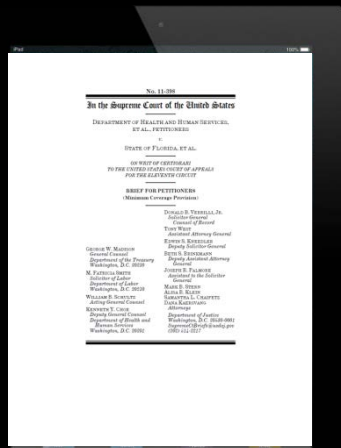 iPad
100%
No. 11-398
In the Supreme Court of the United States
DEPARTMENT OF HEALTH AND HUMAN SERVICES,
ET AL., PETITIONERS
v.
STATE OF FLORIDA, ET AL.
ON WRIT OF CERTIORARI
TO THE UNITED STATES COURT OF APPEALS
FOR THE ELEVENTH CIRCUIT
BRIEF FOR PETITIONERS
(Minimum Coverage Provision)
GEORGE W. MADISON
General Counsel
Department of the Treasury
Washington, D.C. 20220
M. PATRICIA SMITH
Solicitor of Labor
Department of Labor
Washington, D.C. 20210
WILLIAM B. SCHULTZ
Acting General Counsel
KENNETH Y. CHOE
Deputy General Counsel
Department of Health and
Human Services
Washington, D.C. 20201
DONALD B. VERRILLI, JR.
Solicitor General
Counsel of Record
TONY WEST
Assistant Attorney General
EDWIN S. KNEEDLER
Deputy Solicitor General
BETH S. BRINKMANN
Deputy Assistant Attorney
General
JOSEPH R. PALMORE
Assistant to the Solicitor
General
MARK B. STERN
ALISA B. KLEIN
SAMANTHA L. CHAIFETZ
DANA KAERSVANG
Attorneys
Department of Justice
Washington, D.C. 20530-0001
SupremeCtBriefs@usdoj.gov
(202) 514-2217